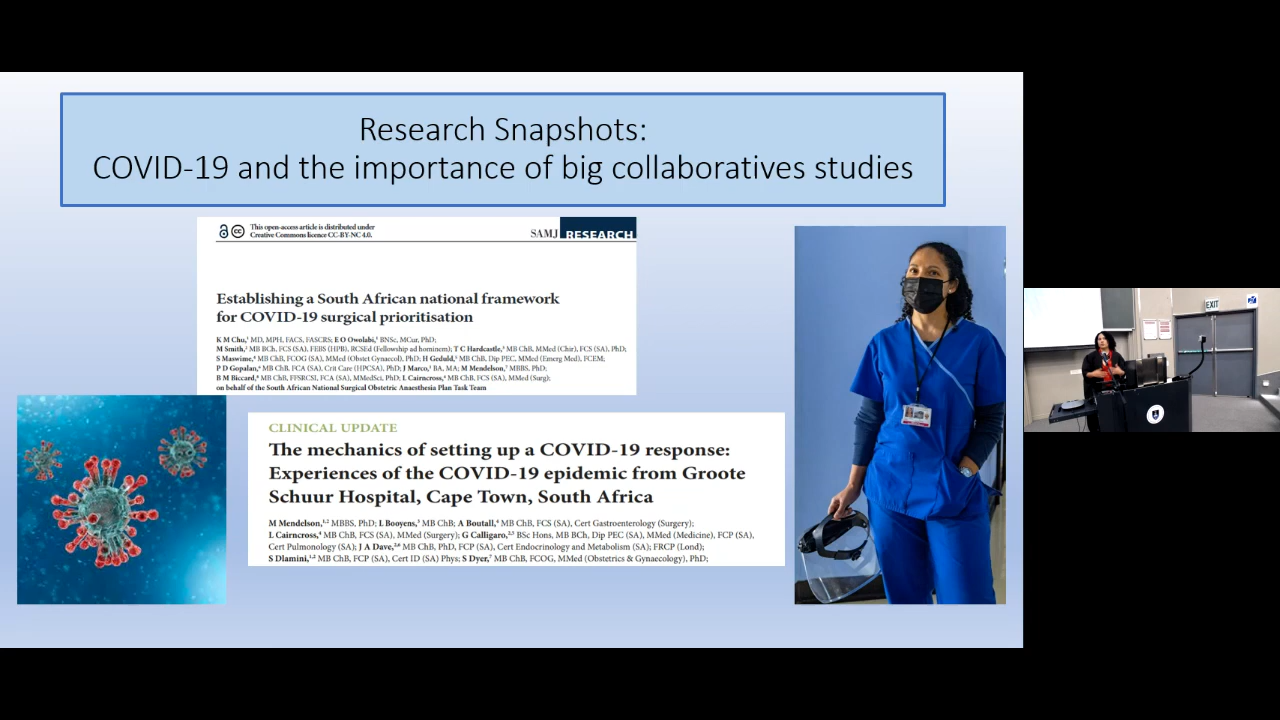 Research Snapshots:
COVID-19 and the importance of big collaboratives studies
This open-access article is distributed under
Creative Commons licence CC-BY-NC 4.0.
SAMJ RESEARCH
Establishing a South African national framework
for COVID-19 surgical prioritisation
K M Chu,¹ MD, MPH, FACS, FASCRS; E O Owolabi,¹ BNSc, MCur, PhD;
M Smith,² MB BCh, FCS (SA), FEBS (HPB), RCSEd (Fellowship ad hominem); T C Hardcastle,³ MB ChB, MMed (Chir), FCS (SA), PhD;
S Maswime,⁴ MB ChB, FCOG (SA), MMed (Obstet Gynaecol), PhD; H Geduld,⁵ MB ChB, Dip PEC, MMed (Emerg Med), FCEM;
P D Gopalan,⁶ MB ChB, FCA (SA), Crit Care (HPCSA), PhD; J Marco,¹ BA, MA; M Mendelson,⁷ MBBS, PhD;
B M Biccard,⁸ MB ChB, FFSRCSI, FCA (SA), MMedSci, PhD; L Cairncross,⁴ MB ChB, FCS (SA), MMed (Surg);
on behalf of the South African National Surgical Obstetric Anaesthesia Plan Task Team
CLINICAL UPDATE
The mechanics of setting up a COVID-19 response:
Experiences of the COVID-19 epidemic from Groote
Schuur Hospital, Cape Town, South Africa
M Mendelson,¹,² MBBS, PhD; L Booyens,³ MB ChB; A Boutall,⁴ MB ChB, FCS (SA), Cert Gastroenterology (Surgery);
L Cairncross,⁴ MB ChB, FCS (SA), MMed (Surgery); G Calligaro,²,⁵ BSc Hons, MB BCh, Dip PEC (SA), MMed (Medicine), FCP (SA),
Cert Pulmonology (SA); J A Dave,²,⁶ MB ChB, PhD, FCP (SA), Cert Endocrinology and Metabolism (SA); FRCP (Lond);
S Dlamini,¹,² MB ChB, FCP (SA), Cert ID (SA) Phys; S Dyer,⁷ MB ChB, FCOG, MMed (Obstetrics & Gynaecology), PhD;
EXIT